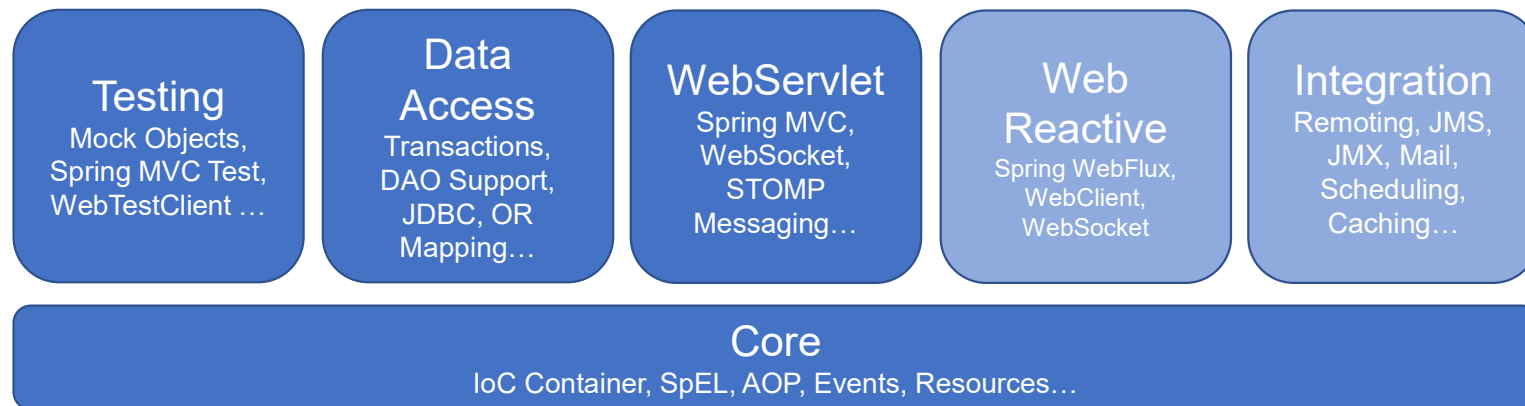 Testing
Mock Objects,
Spring MVC Test,
WebTestClient …
Data
Access
Transactions,
DAO Support,
JDBC, OR
Mapping…
WebServlet
Spring MVC,
WebSocket,
STOMP
Messaging…
Web
Reactive
Spring WebFlux,
WebClient,
WebSocket
Integration
Remoting, JMS,
JMX, Mail,
Scheduling,
Caching…
Core
IoC Container, SpEL, AOP, Events, Resources…